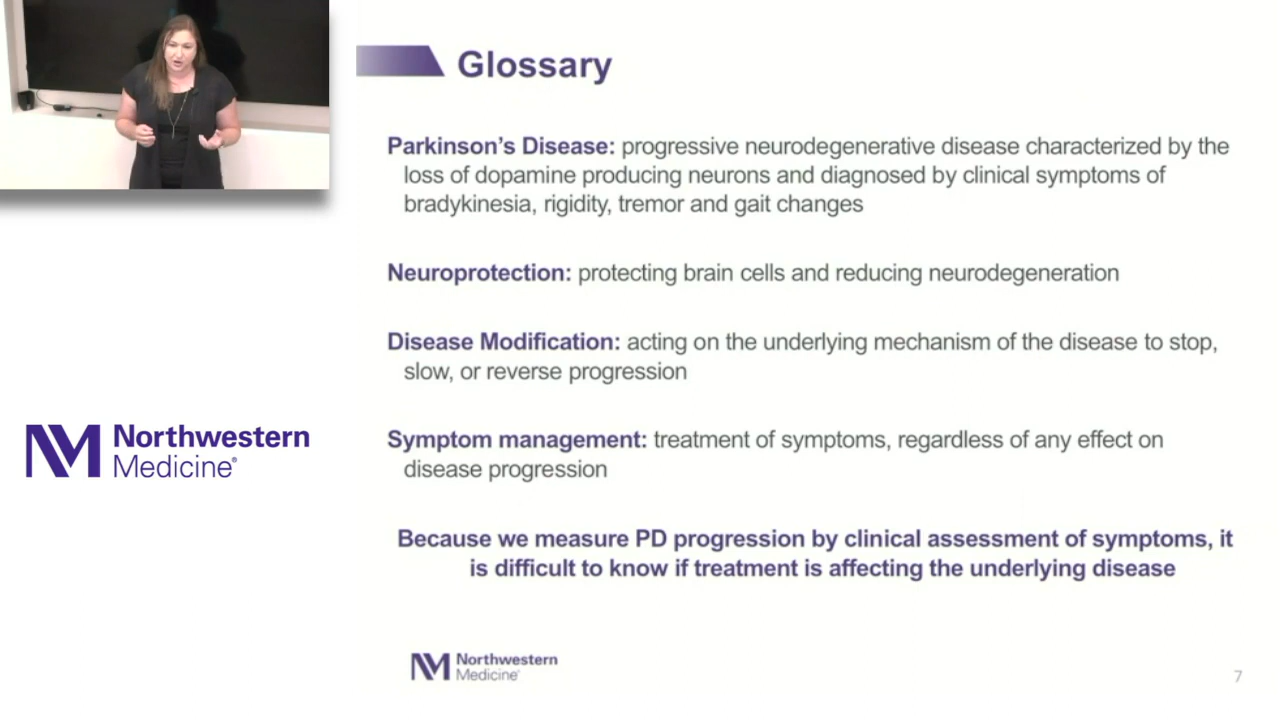 Glossary
Parkinson's Disease: progressive neurodegenerative disease characterized by the
loss of dopamine producing neurons and diagnosed by clinical symptoms of
bradykinesia, rigidity, tremor and gait changes
Neuroprotection: protecting brain cells and reducing neurodegeneration
Disease Modification: acting on the underlying mechanism of the disease to stop,
slow, or reverse progression
Symptom management: treatment of symptoms, regardless of any effect on
disease progression
Because we measure PD progression by clinical assessment of symptoms, it
is difficult to know if treatment is affecting the underlying disease
NM Northwestern
Medicine®
NM Northwestern
Medicine®
7